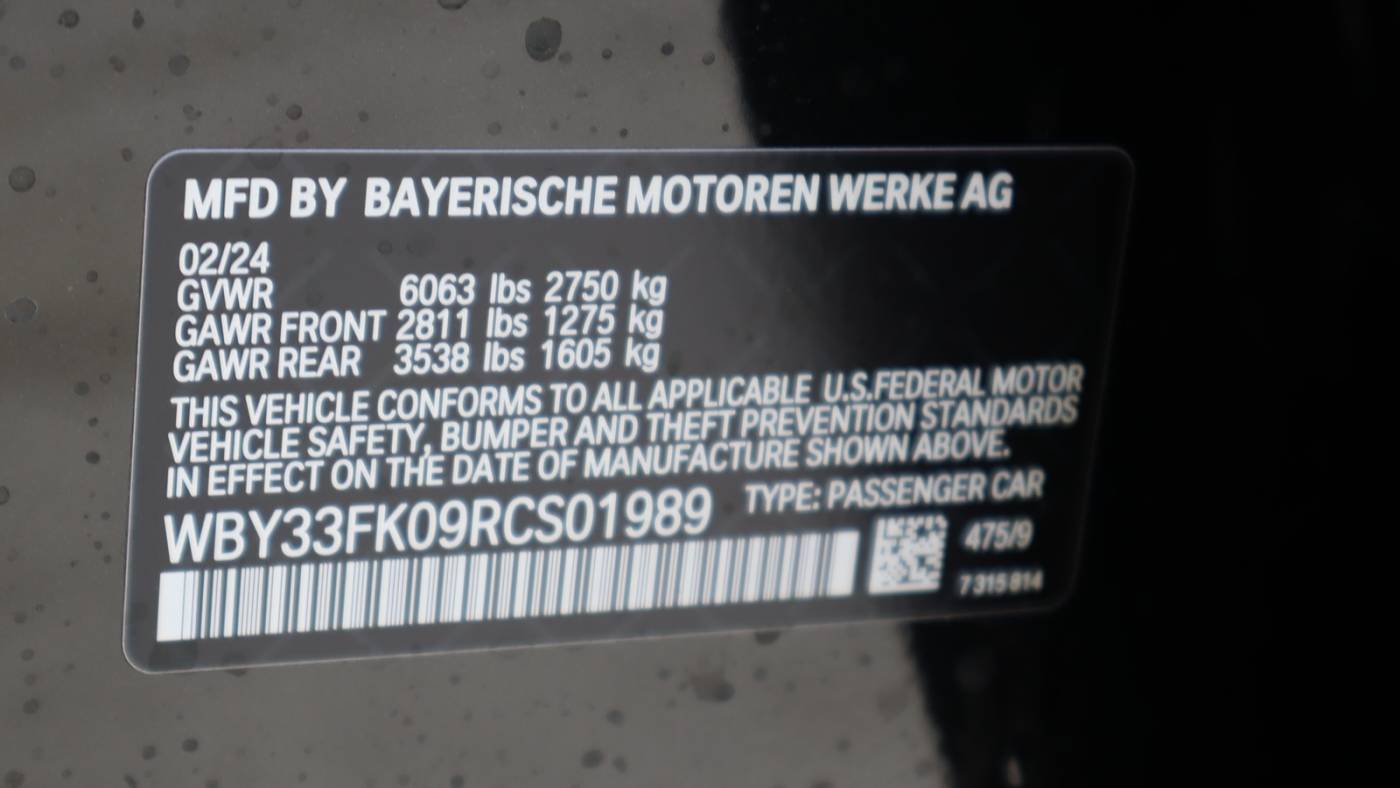 MFD BY BAYERISCHE MOTOREN WERKE AG
02/24
GVWR 6063 lbs 2750 kg
GAWR FRONT 2811 lbs 1275 kg
GAWR REAR 3538 lbs 1605 kg
THIS VEHICLE CONFORMS TO ALL APPLICABLE U.S.FEDERAL MOTOR
VEHICLE SAFETY, BUMPER AND THEFT PREVENTION STANDARDS
IN EFFECT ON THE DATE OF MANUFACTURE SHOWN ABOVE.
WBY33FK09RCS01989 TYPE: PASSENGER CAR
475/9
7 315 814